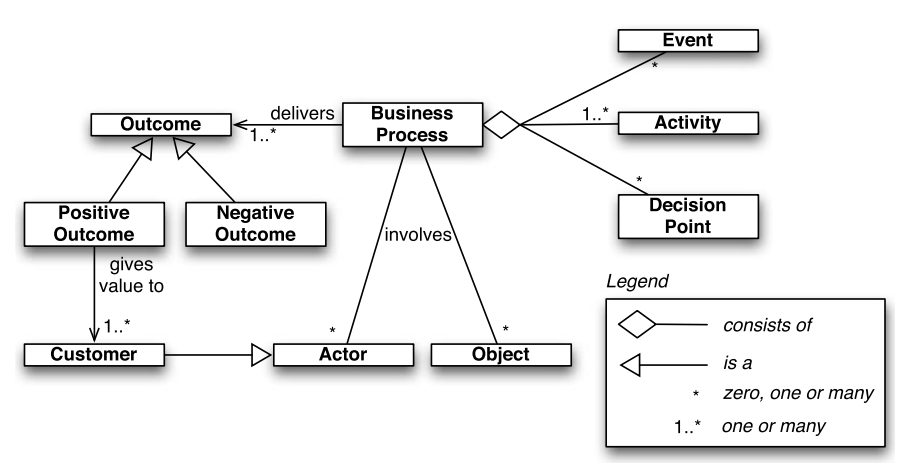 Event
*
1..*
Activity
*
Decision
Point
Business
Process
delivers
1..*
Outcome
Positive
Outcome
Negative
Outcome
gives
value to
1..*
involves
*
*
Customer
Actor
Object
Legend
consists of
is a
* zero, one or many
1..* one or many